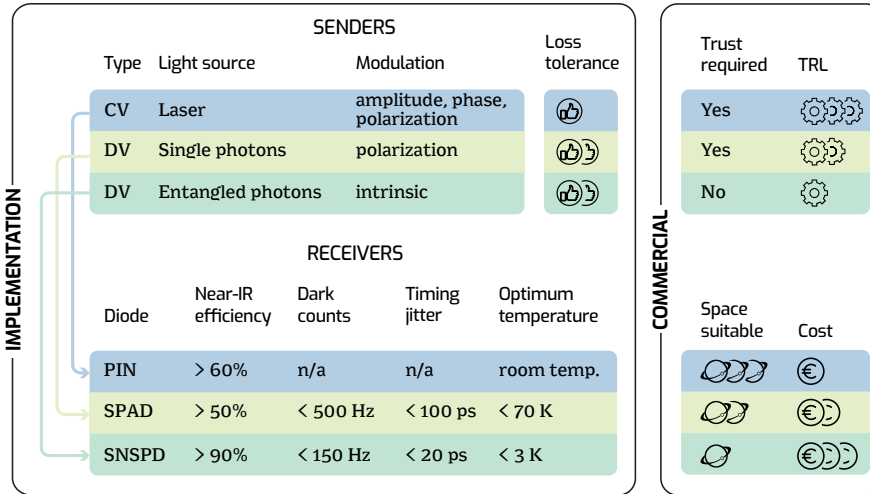 IMPLEMENTATION
SENDERS
Type Light source Modulation Loss tolerance
CV Laser amplitude, phase, polarization
DV Single photons polarization
DV Entangled photons intrinsic
RECEIVERS
Diode Near-IR efficiency Dark counts Timing jitter Optimum temperature
PIN > 60% n/a n/a room temp.
SPAD > 50% < 500 Hz < 100 ps < 70 K
SNSPD > 90% < 150 Hz < 20 ps < 3 K
COMMERCIAL
Trust required TRL
Yes
Yes
No
Space suitable Cost
€
€
€